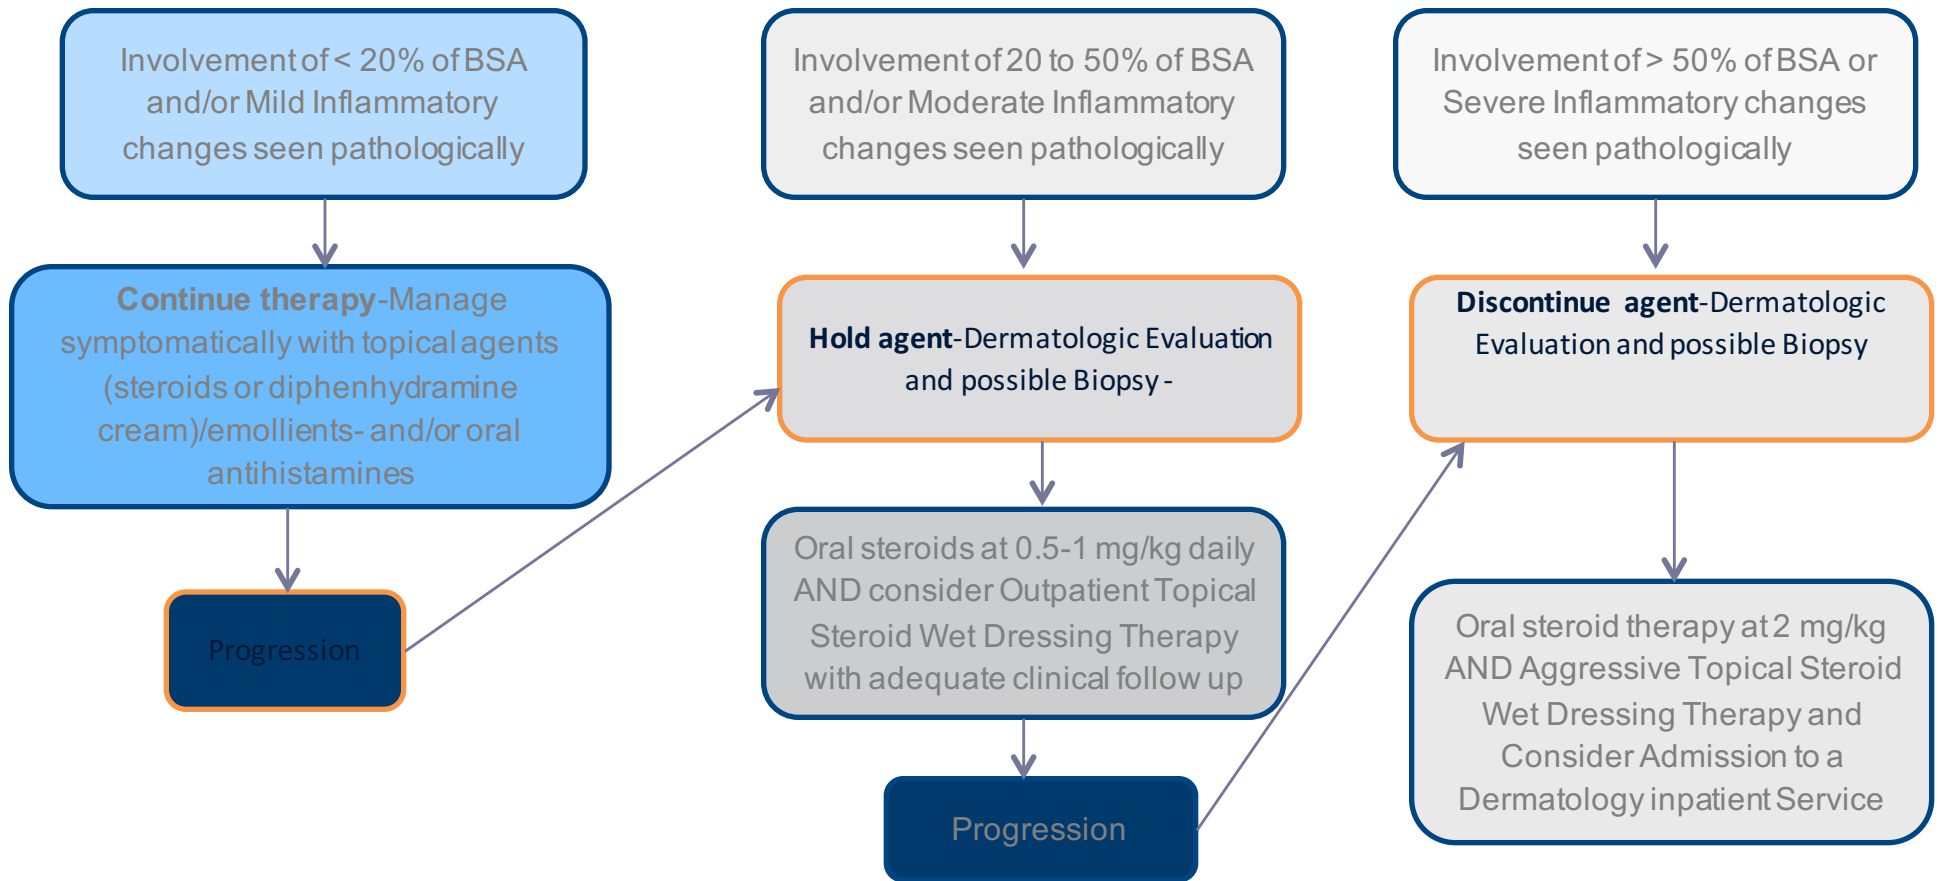 Involvement of < 20% of BSA
and/or Mild Inflammatory
changes seen pathologically
Continue therapy-Manage
symptomatically with topical agents
(steroids or diphenhydramine
cream)/emollients- and/or oral
antihistamines
Progression
Involvement of 20 to 50% of BSA
and/or Moderate Inflammatory
changes seen pathologically
Hold agent-Dermatologic Evaluation
and possible Biopsy -
Oral steroids at 0.5-1 mg/kg daily
AND consider Outpatient Topical
Steroid Wet Dressing Therapy
with adequate clinical follow up
Progression
Involvement of > 50% of BSA or
Severe Inflammatory changes
seen pathologically
Discontinue agent-Dermatologic
Evaluation and possible Biopsy
Oral steroid therapy at 2 mg/kg
AND Aggressive Topical Steroid
Wet Dressing Therapy and
Consider Admission to a
Dermatology inpatient Service